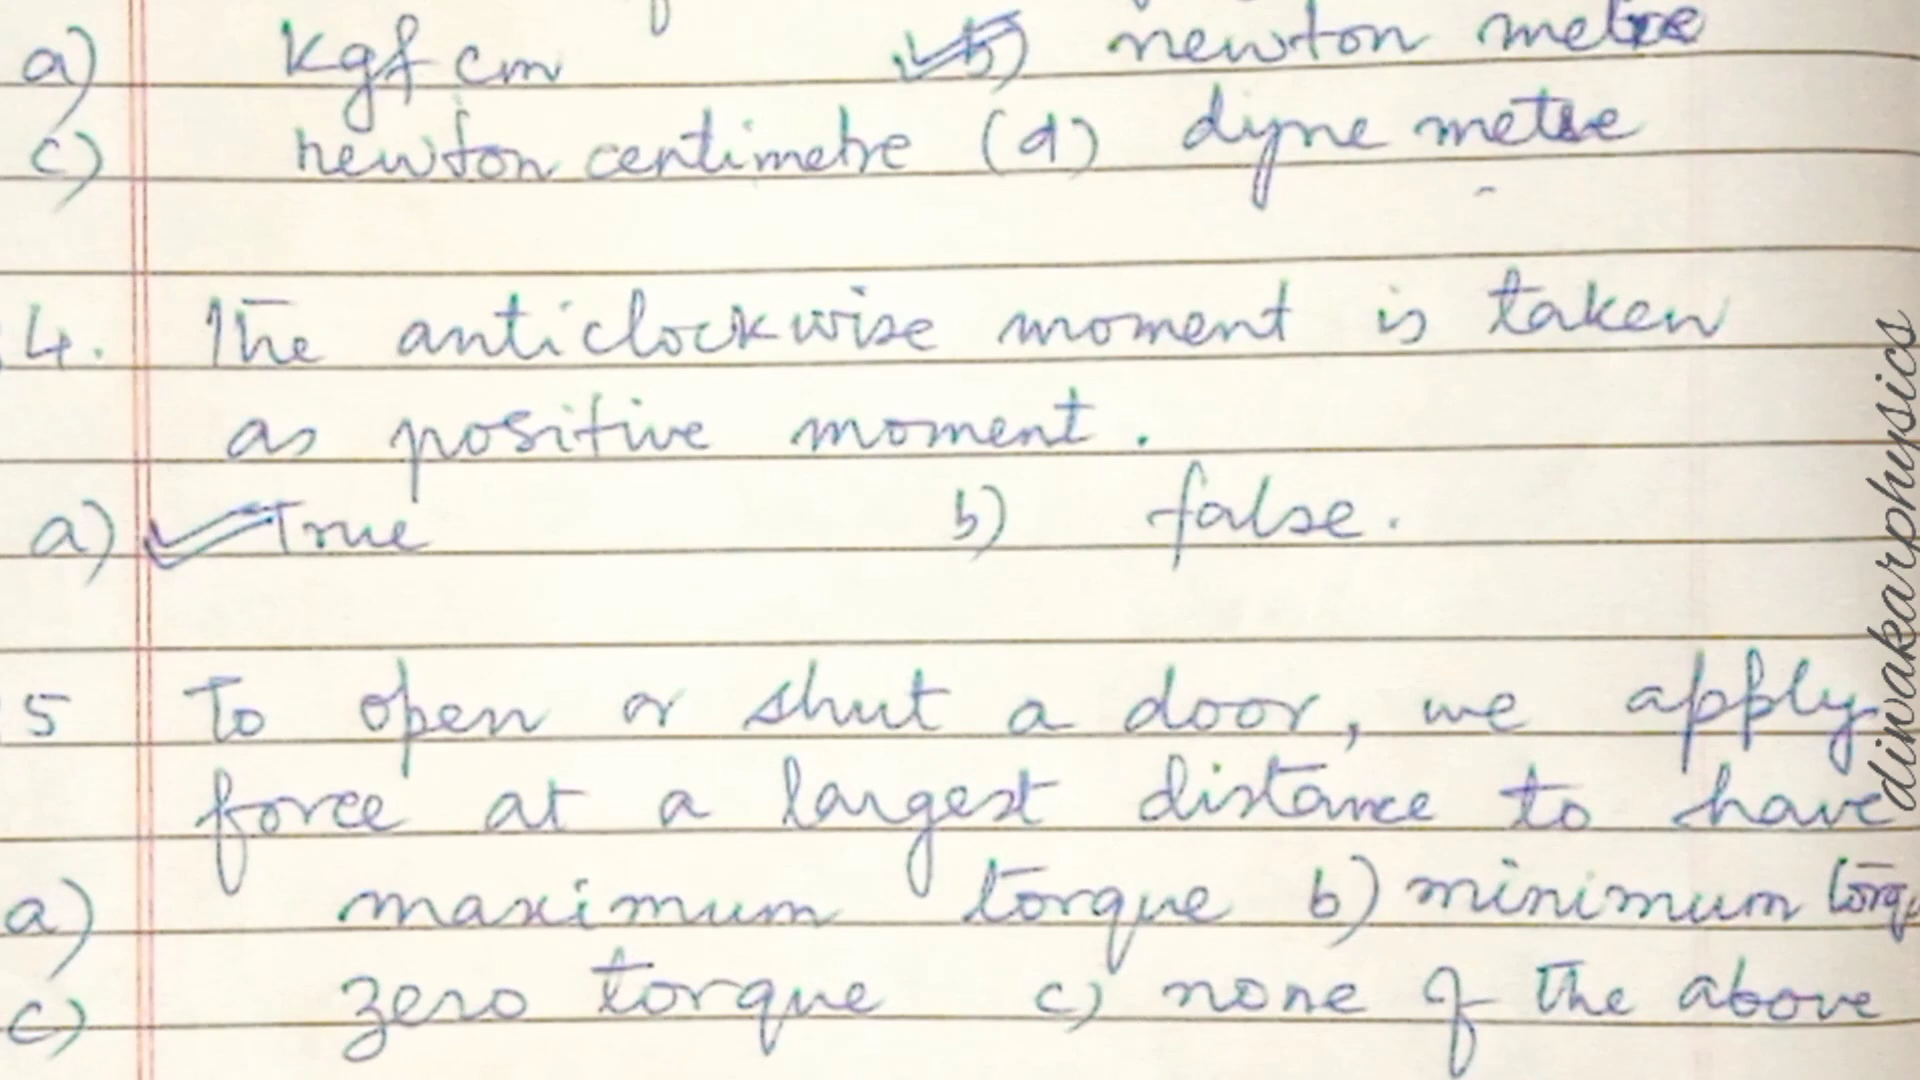 a) kgf cm b) newton metre
c) newton centimetre (d) dyne metre
4. The anticlockwise moment is taken
as positive moment.
a) True b) false.
5 To open or shut a door, we apply
force at a largest distance to have
a) maximum torque b) minimum torqu
c) zero torque c) none of the above
diwakarphysics